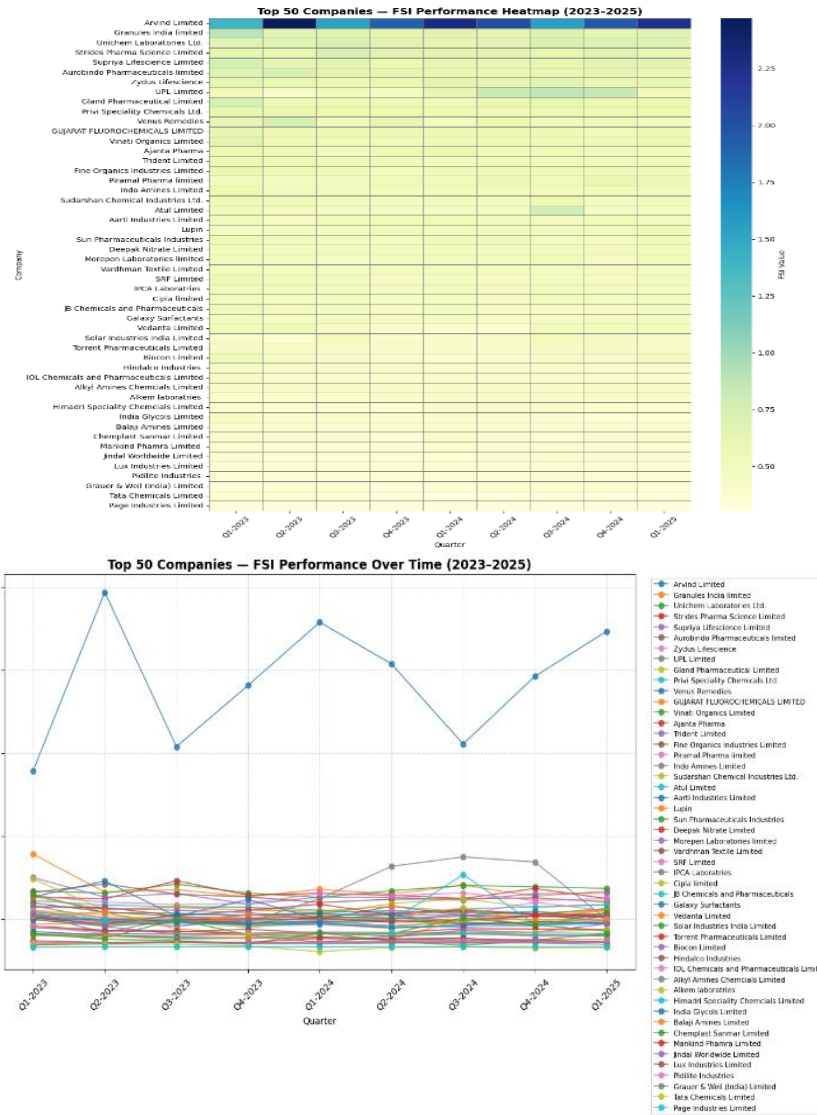 Top 50 Companies — FSI Performance Heatmap (2023–2025)
Arvind Limited
Granules India limited
Unichem Laboratories Ltd.
Strides Pharma Science Limited
Supriya Lifescience Limited
Aurobindo Pharmaceuticals limited
Zydus Lifescience
UPL Limited
Gland Pharmaceutical Limited
Privi Speciality Chemicals Ltd.
Venus Remedies
GUJARAT FLUOROCHEMICALS LIMITED
Vinati Organics Limited
Ajanta Pharma
Trident Limited
Fine Organics Industries Limited
Piramal Pharma limited
Indo Amines Limited
Sudarshan Chemical Industries Ltd.
Atul Limited
Aarti Industries Limited
Lupin
Sun Pharmaceuticals Industries
Deepak Nitrate Limited
Morepen Laboratories limited
Vardhman Textile Limited
SRF Limited
IPCA Laboratries
Cipla limited
JB Chemicals and Pharmaceuticals
Galaxy Surfactants
Vedanta Limited
Solar Industries India Limited
Torrent Pharmaceuticals Limited
Biocon Limited
Hindalco Industries
IOL Chemicals and Pharmaceuticals Limited
Alkyl Amines Chemcials Limited
Alkem laboratries
Himadri Speciality Chemcials Limited
India Glycols Limited
Balaji Amines Limited
Chemplast Sanmar Limited
Mankind Phamra Limited
Jindal Worldwide Limited
Lux Industries Limited
Pidilite Industries
Grauer & Weil (India) Limited
Tata Chemicals Limited
Page Industries Limited
Company
Q1-2023 Q2-2023 Q3-2023 Q4-2023 Q1-2024 Q2-2024 Q3-2024 Q4-2024 Q1-2025
Quarter
2.25
2.00
1.75
1.50
1.25
1.00
0.75
0.50
FSI Value
Top 50 Companies — FSI Performance Over Time (2023–2025)
Q1-2023 Q2-2023 Q3-2023 Q4-2023 Q1-2024 Q2-2024 Q3-2024 Q4-2024 Q1-2025
Quarter
Arvind Limited
Granules India limited
Unichem Laboratories Ltd.
Strides Pharma Science Limited
Supriya Lifescience Limited
Aurobindo Pharmaceuticals limited
Zydus Lifescience
UPL Limited
Gland Pharmaceutical Limited
Privi Speciality Chemicals Ltd.
Venus Remedies
GUJARAT FLUOROCHEMICALS LIMITED
Vinati Organics Limited
Ajanta Pharma
Trident Limited
Fine Organics Industries Limited
Piramal Pharma limited
Indo Amines Limited
Sudarshan Chemical Industries Ltd.
Atul Limited
Aarti Industries Limited
Lupin
Sun Pharmaceuticals Industries
Deepak Nitrate Limited
Morepen Laboratories limited
Vardhman Textile Limited
SRF Limited
IPCA Laboratries
Cipla limited
JB Chemicals and Pharmaceuticals
Galaxy Surfactants
Vedanta Limited
Solar Industries India Limited
Torrent Pharmaceuticals Limited
Biocon Limited
Hindalco Industries
IOL Chemicals and Pharmaceuticals Limit
Alkyl Amines Chemcials Limited
Alkem laboratries
Himadri Speciality Chemcials Limited
India Glycols Limited
Balaji Amines Limited
Chemplast Sanmar Limited
Mankind Phamra Limited
Jindal Worldwide Limited
Lux Industries Limited
Pidilite Industries
Grauer & Weil (India) Limited
Tata Chemicals Limited
Page Industries Limited